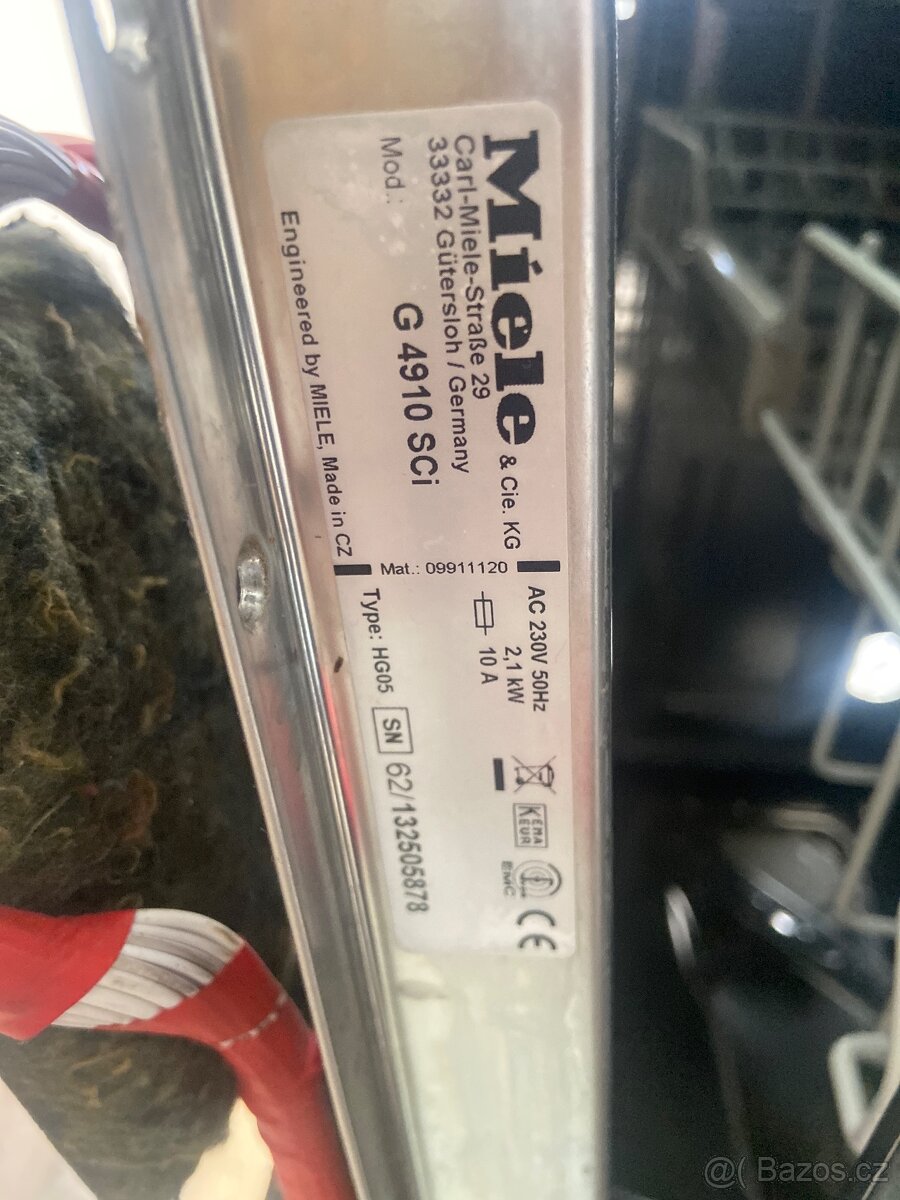 Miele & Cie. KG
Carl-Miele-Straße 29
33332 Gütersloh / Germany
Mod.: G 4910 SCi
Engineered by MIELE, Made in CZ
Mat.: 09911120
AC 230V 50Hz
2,1 kW
10 A
Type: HG05 SN 62/132505878
KEMA
KEUR
EMC
CE
@( Bazos.cz